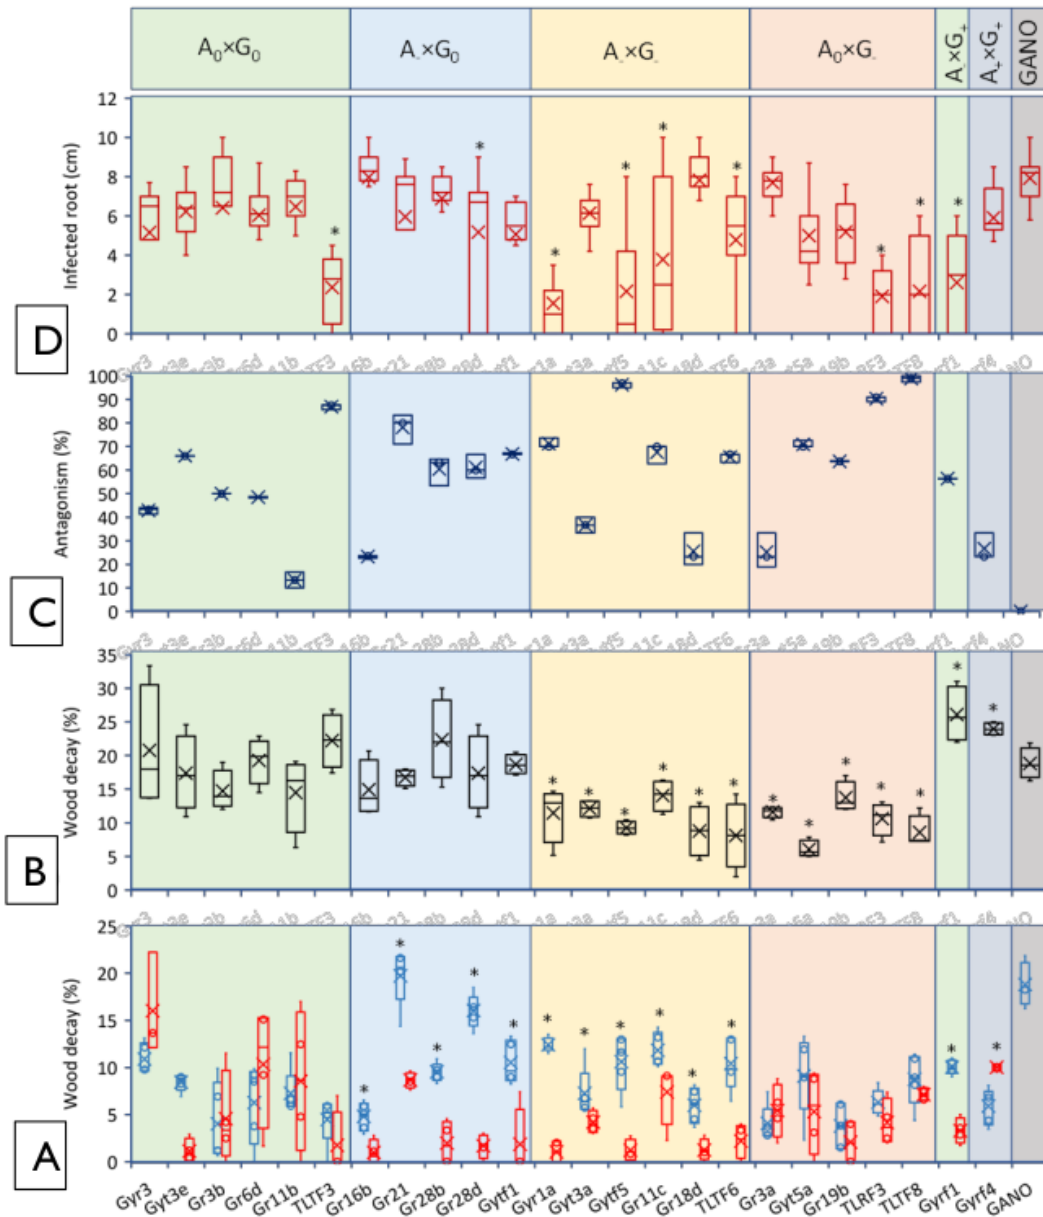 A₀×G₀ A₋×G₀ A₋×G₋ A₀×G₋ A₋×G₊ A₊×G₊ GANO
D
Infected root (cm)
12
10
8
6
4
2
0
* * * * * * * *
C
Antagonism (%)
100
90
80
70
60
50
40
30
20
10
0
B
Wood decay (%)
35
30
25
20
15
10
5
0
* * * * * * * * * * * * *
A
Wood decay (%)
25
20
15
10
5
0
* * * * * * * * * * * * *
Gyr3 Gyt3e Gr3b Gr6d Gr11b TLTF3 Gr16b Gr21 Gr28b Gr28d Gytf1 Gyr1a Gyt3a Gytf5 Gr11c Gr18d TLTF6 Gr3a Gyt5a Gr19b TLRF3 TLTF8 Gyrf1 Gyrf4 GANO